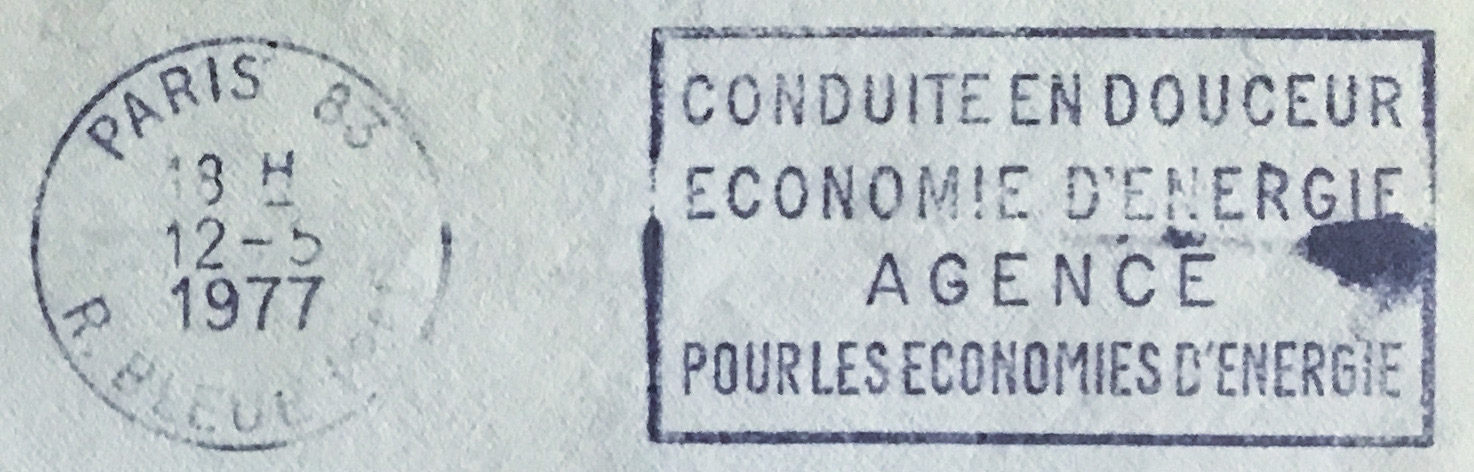 PARIS 83
18 H
12-5
1977
R. BLEUE
CONDUITE EN DOUCEUR
ECONOMIE D'ENERGIE
AGENCE
POUR LES ECONOMIES D'ENERGIE